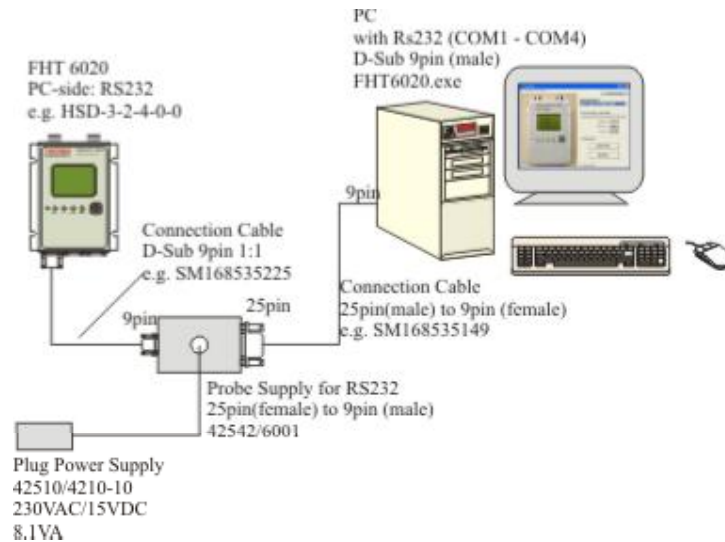 PC
with Rs232 (COM1 - COM4)
D-Sub 9pin (male)
FHT6020.exe
FHT 6020
PC-side: RS232
e.g. HSD-3-2-4-0-0
9pin
Connection Cable
D-Sub 9pin 1:1
e.g. SM168535225
Connection Cable
25pin(male) to 9pin (female)
e.g. SM168535149
9pin
25pin
Probe Supply for RS232
25pin(female) to 9pin (male)
42542/6001
Plug Power Supply
42510/4210-10
230VAC/15VDC
8.1VA